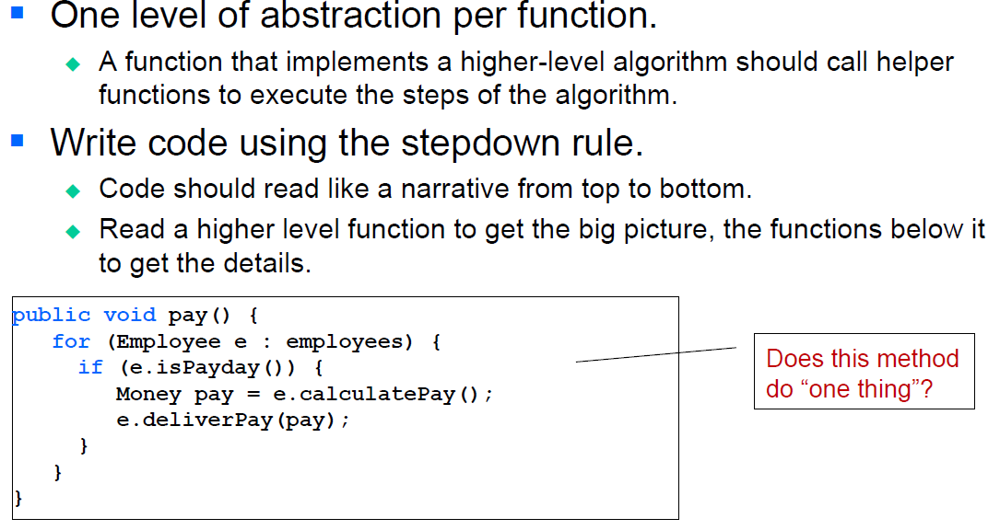 One level of abstraction per function.
A function that implements a higher-level algorithm should call helper
functions to execute the steps of the algorithm.
Write code using the stepdown rule.
Code should read like a narrative from top to bottom.
Read a higher level function to get the big picture, the functions below it
to get the details.
public void pay() {
for (Employee e : employees) {
if (e.isPayday()) {
Money pay = e.calculatePay();
e.deliverPay(pay);
}
}
}
Does this method
do “one thing”?